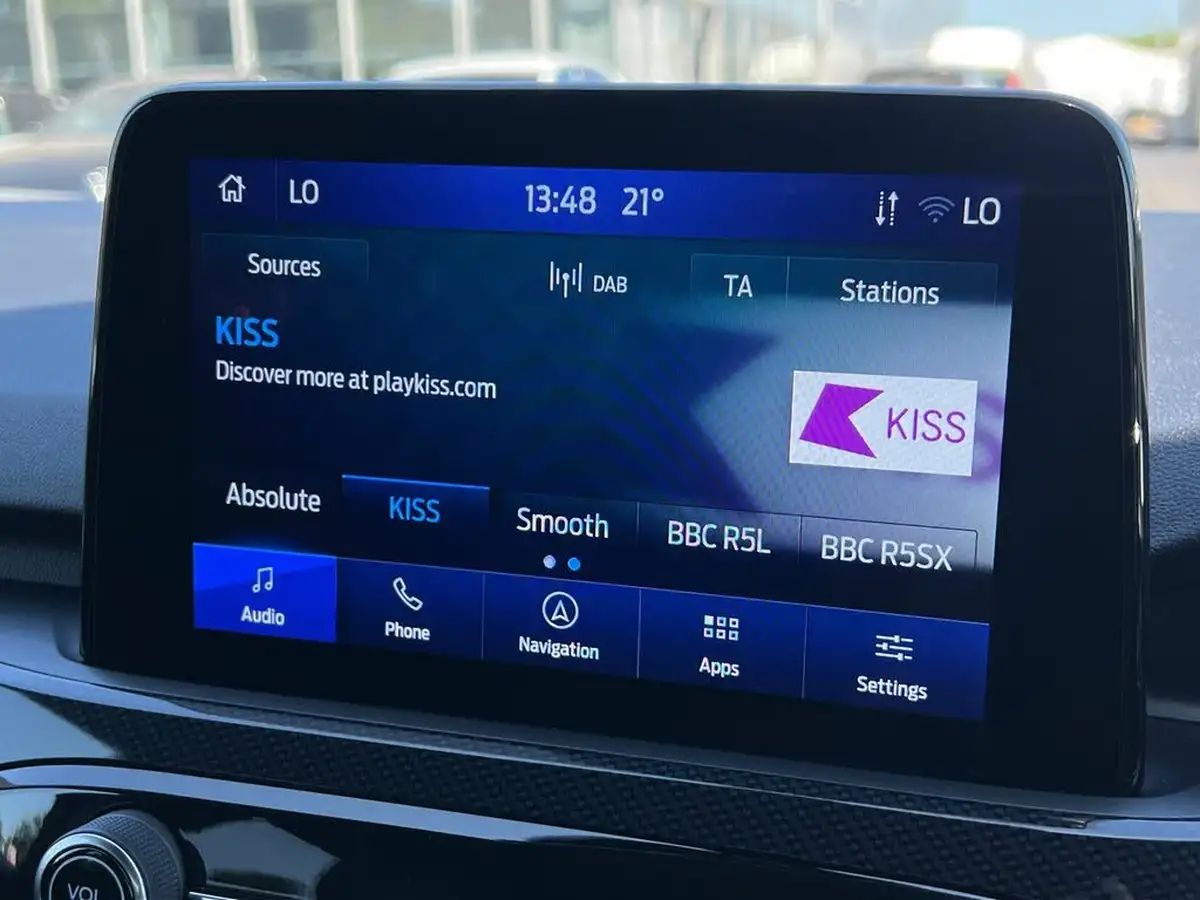 LO 13:48 21° LO
Sources DAB TA Stations
KISS
Discover more at playkiss.com
KISS
Absolute KISS Smooth BBC R5L BBC R5SX
Audio Phone Navigation Apps Settings
VOL